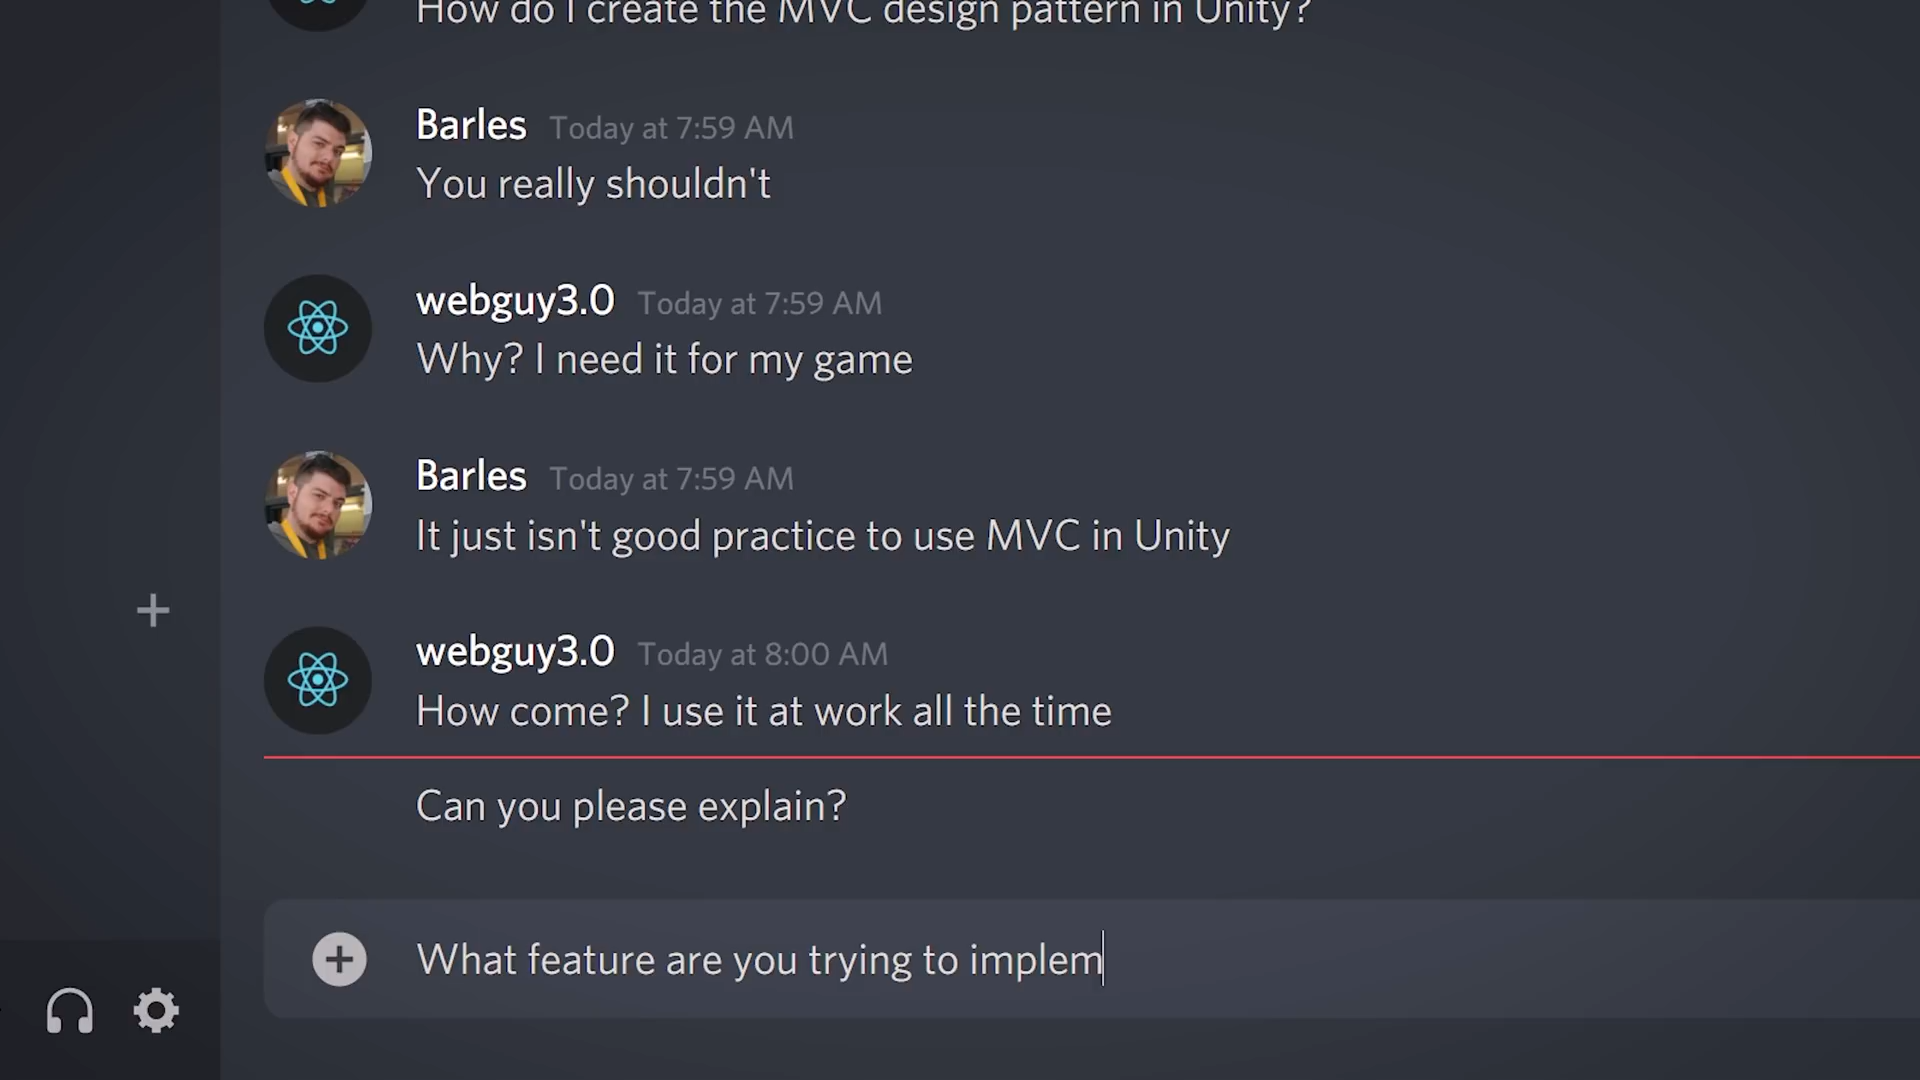 How do I create the MVC design pattern in Unity?
Barles Today at 7:59 AM
You really shouldn't
webguy3.0 Today at 7:59 AM
Why? I need it for my game
Barles Today at 7:59 AM
It just isn't good practice to use MVC in Unity
webguy3.0 Today at 8:00 AM
How come? I use it at work all the time
Can you please explain?
What feature are you trying to implem